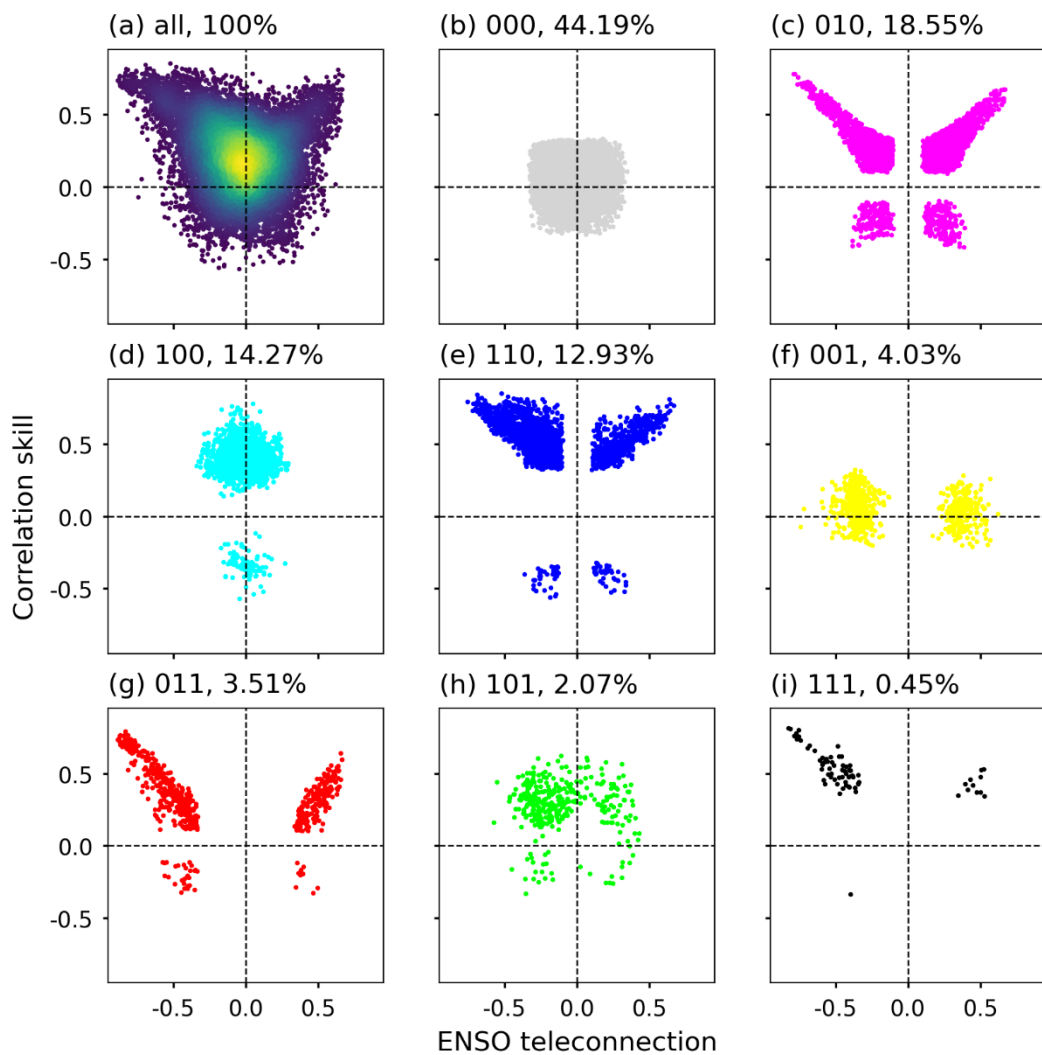 (a) all, 100%
(b) 000, 44.19%
(c) 010, 18.55%
0.5
0.0
-0.5
(d) 100, 14.27%
(e) 110, 12.93%
(f) 001, 4.03%
0.5
0.0
-0.5
Correlation skill
(g) 011, 3.51%
(h) 101, 2.07%
(i) 111, 0.45%
0.5
0.0
-0.5
-0.5 0.0 0.5
-0.5 0.0 0.5
-0.5 0.0 0.5
ENSO teleconnection